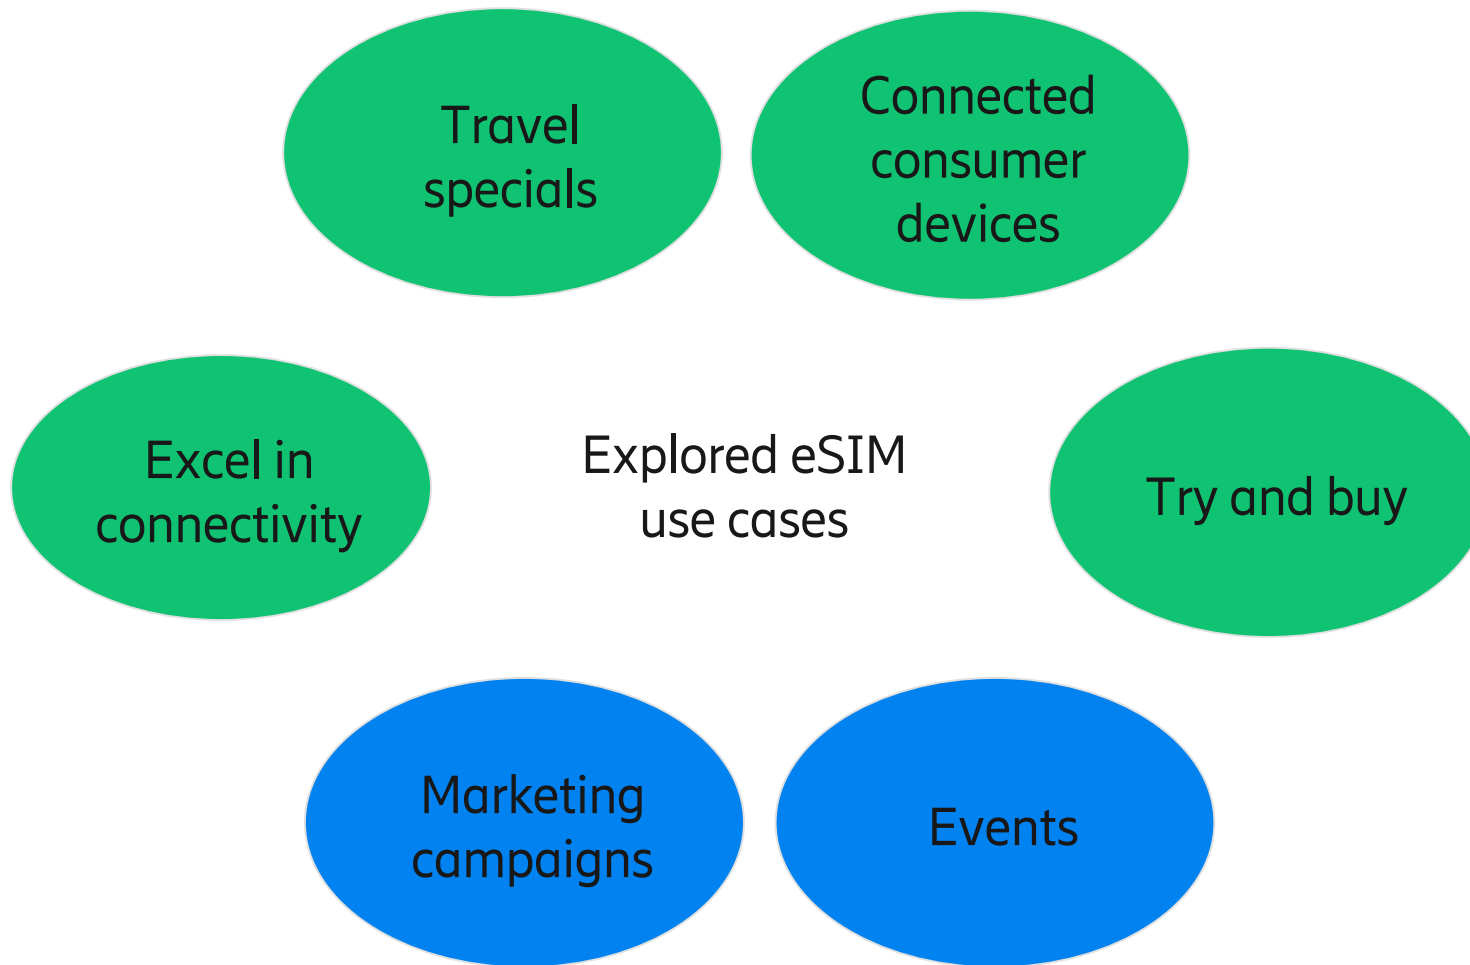 Travel
specials
Connected
consumer
devices
Excel in
connectivity
Explored eSIM
use cases
Try and buy
Marketing
campaigns
Events